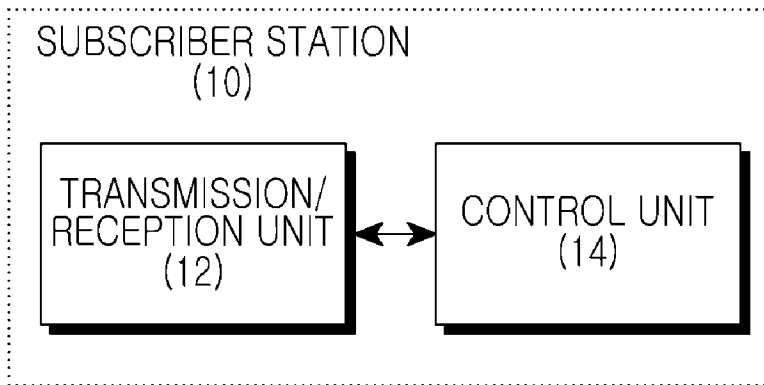 SUBSCRIBER STATION
(10)
TRANSMISSION/
RECEPTION UNIT
(12)
CONTROL UNIT
(14)